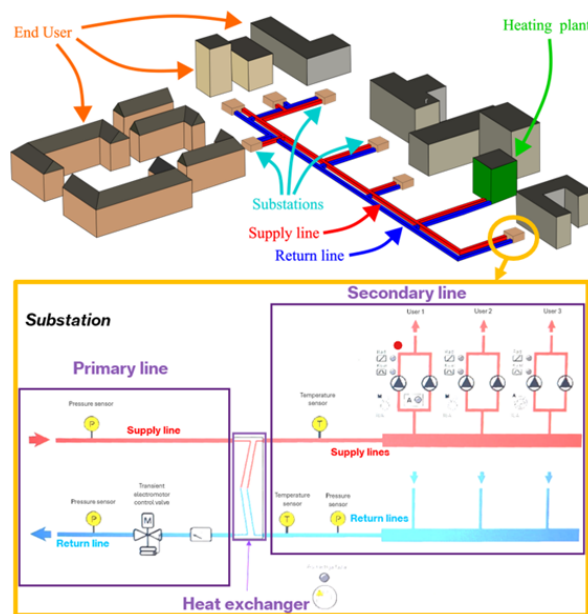 End User
Heating plant
Substations
Supply line
Return line
Substation
Secondary line
User 1
User 2
User 3
Primary line
Pressure sensor
P
Supply line
Temperature
sensor
T
Supply lines
Pressure
sensor
P
Transient
electromotor
control valve
M
Return line
Temperature
sensor
T
Pressure
sensor
P
Return lines
Heat exchanger